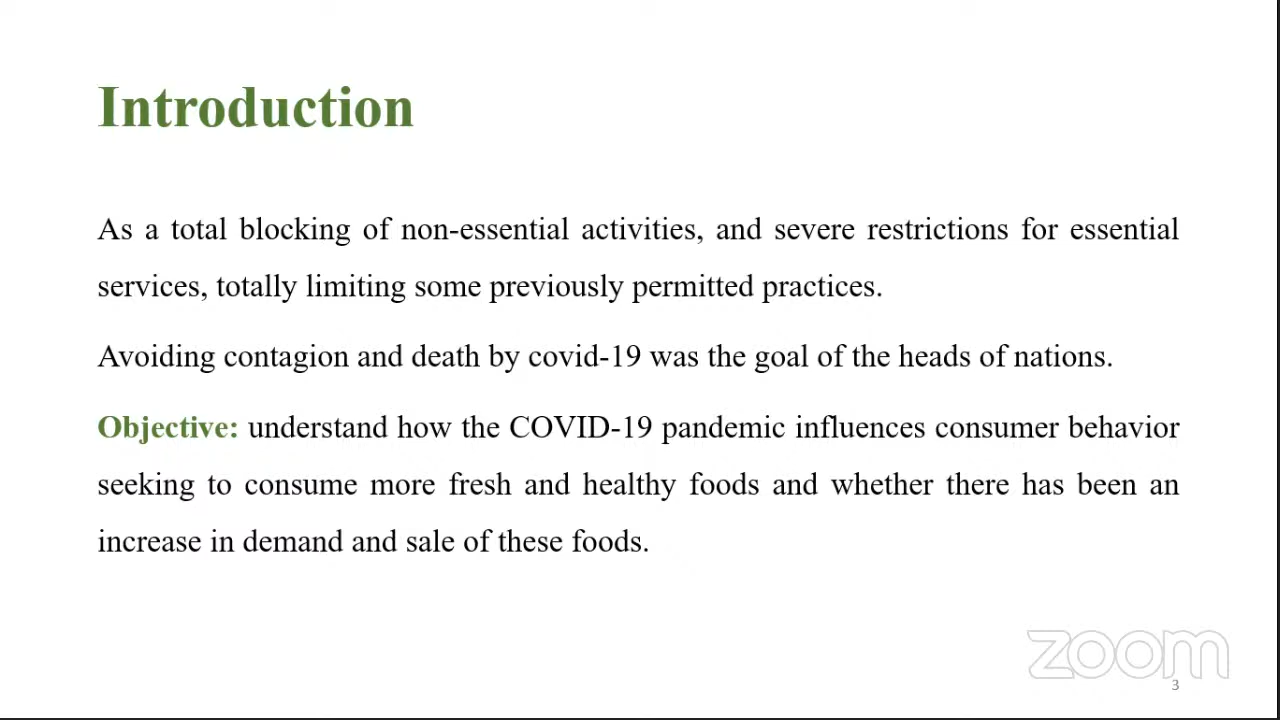 Introduction
As a total blocking of non-essential activities, and severe restrictions for essential
services, totally limiting some previously permitted practices.
Avoiding contagion and death by covid-19 was the goal of the heads of nations.
Objective: understand how the COVID-19 pandemic influences consumer behavior
seeking to consume more fresh and healthy foods and whether there has been an
increase in demand and sale of these foods.
zoom
3